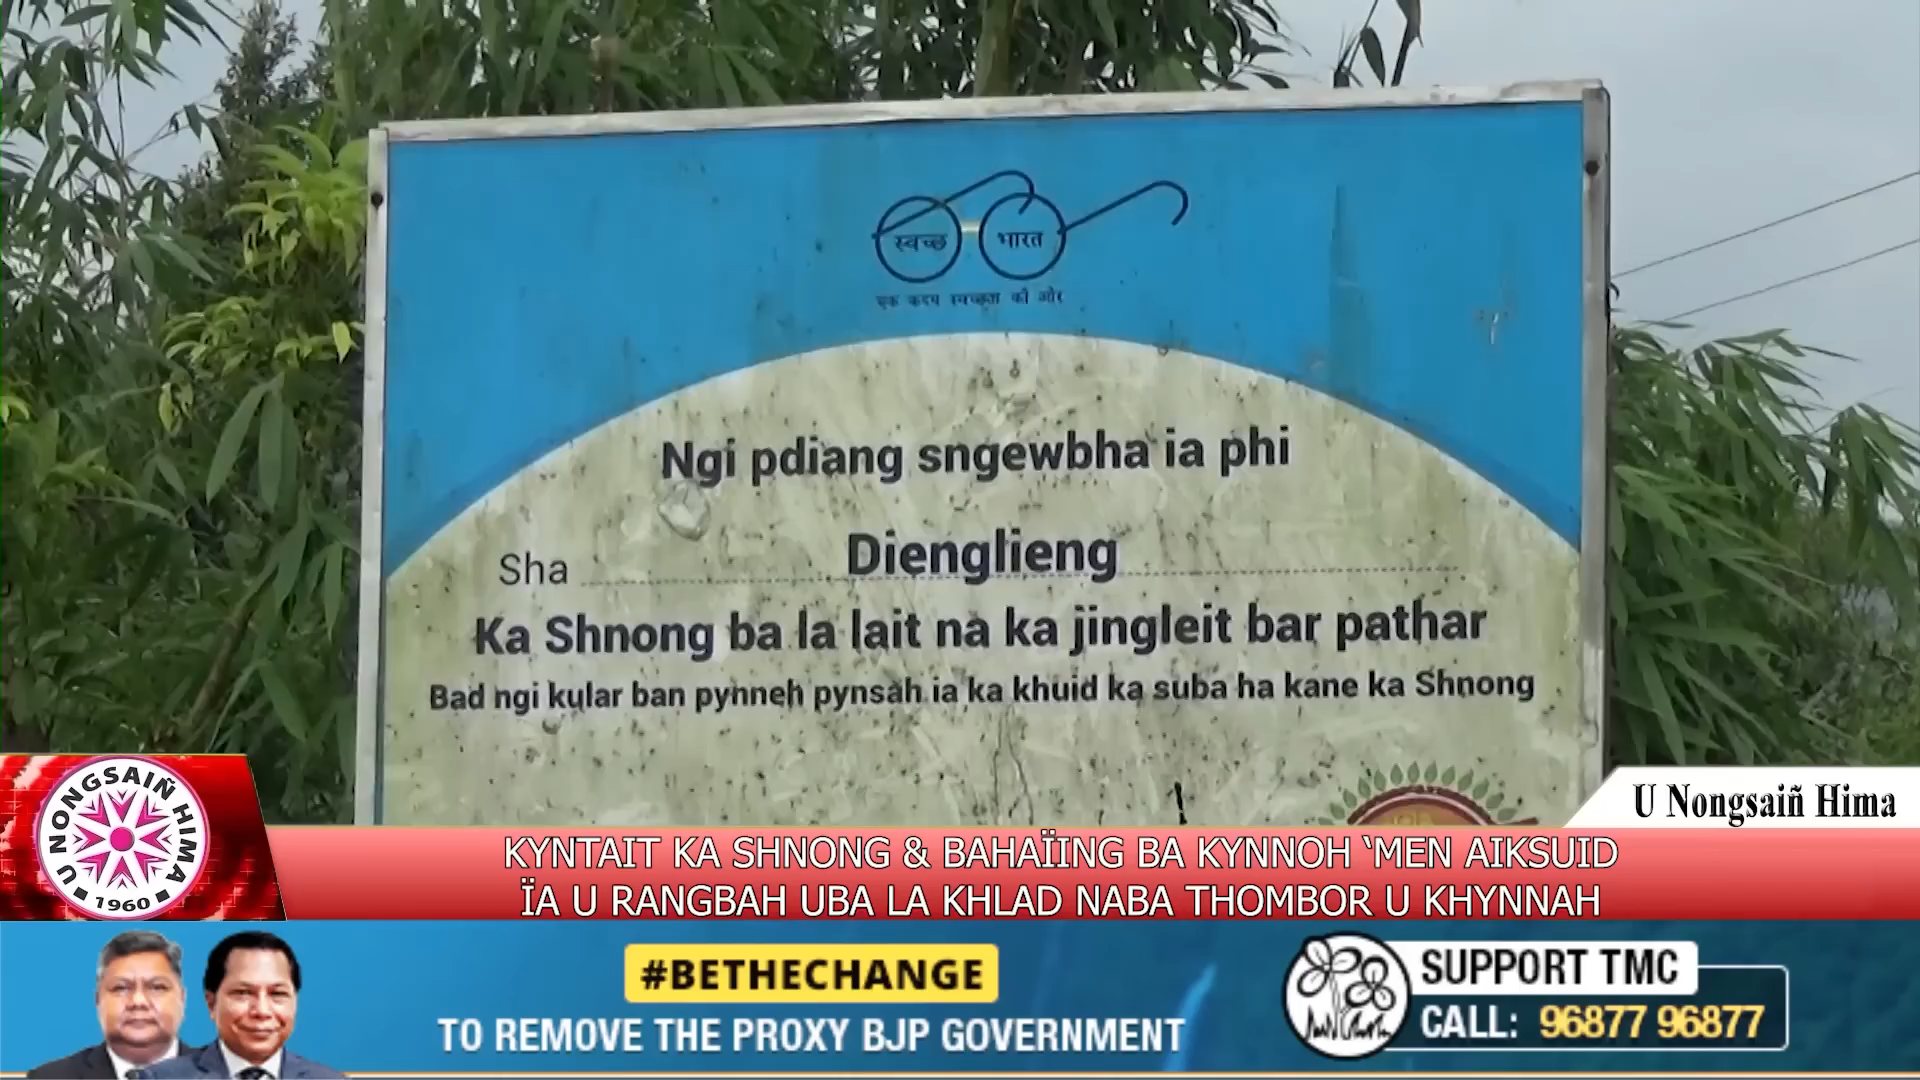 स्वच्छ भारत
एक कदम स्वच्छता की ओर
Ngi pdiang sngewbha ia phi
Sha Dienglieng
Ka Shnong ba la lait na ka jingleit bar pathar
Bad ngi kular ban pynneh pynsah ia ka khuid ka suba ha kane ka Shnong
U NONGSAIÑ HIMA
1960
U Nongsaiñ Hima
KYNTAIT KA SHNONG & BAHAÏING BA KYNNOH ‘MEN AIKSUID
ÏA U RANGBAH UBA LA KHLAD NABA THOMBOR U KHYNNAH
#BETHECHANGE
TO REMOVE THE PROXY BJP GOVERNMENT
SUPPORT TMC
CALL: 96877 96877